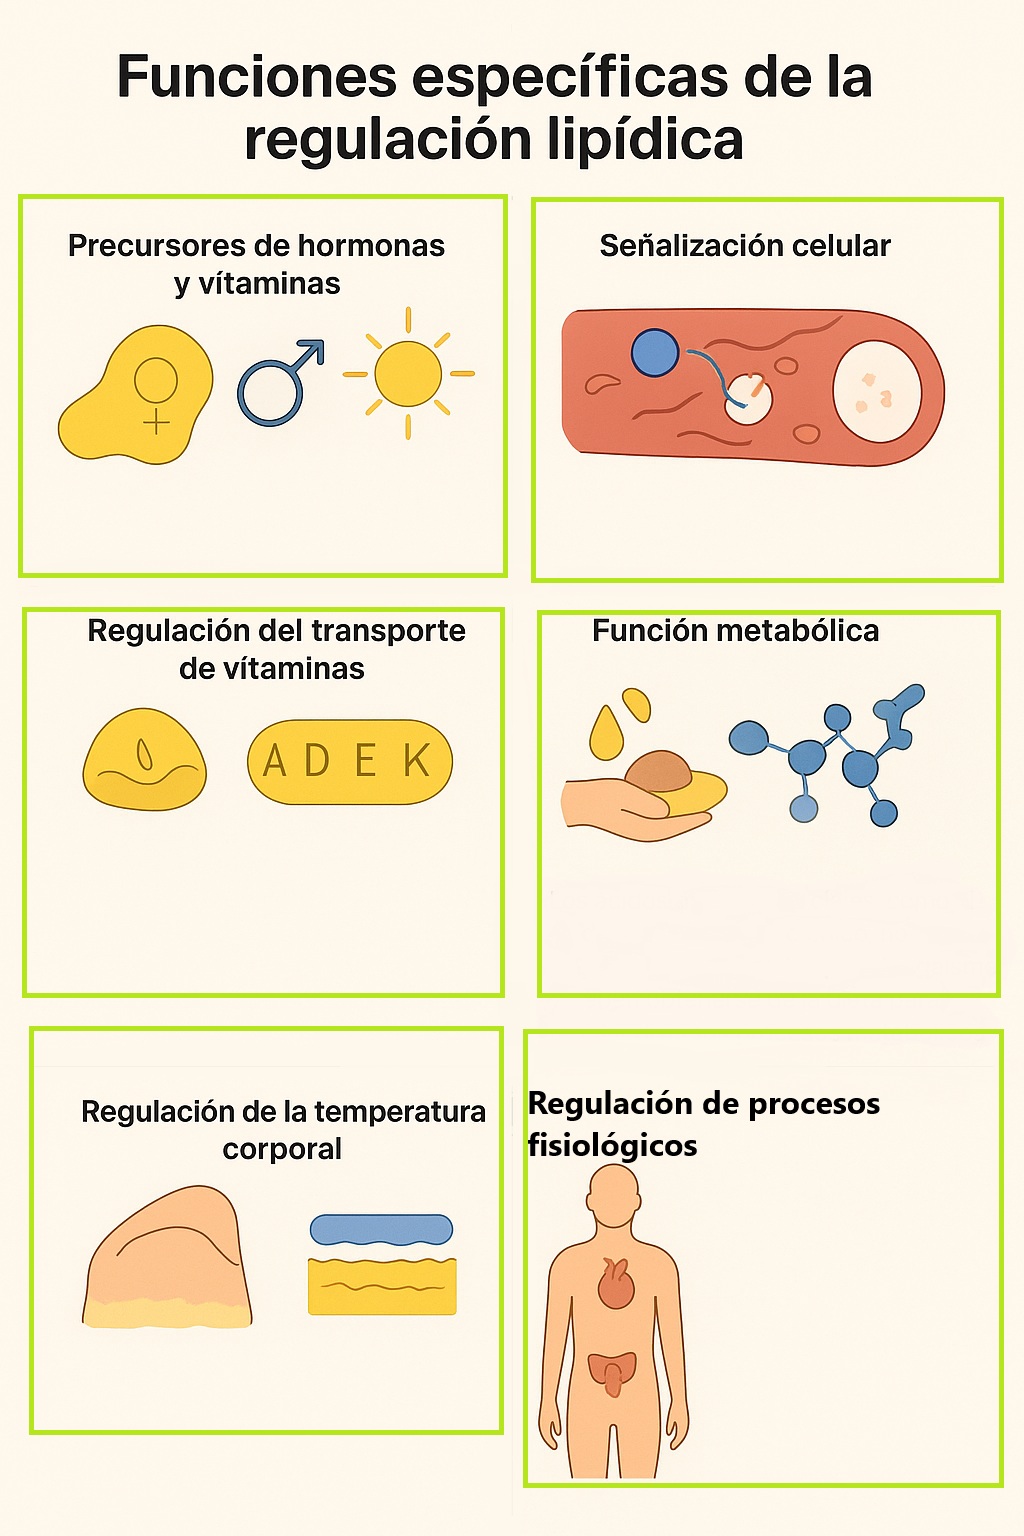 Funciones específicas de la
regulación lipídica
Precursores de hormonas
y vítaminas
Señalización celular
Regulación del transporte
de vítaminas
A D E K
Función metabólica
Regulación de la temperatura
corporal
Regulación de procesos
fisiológicos